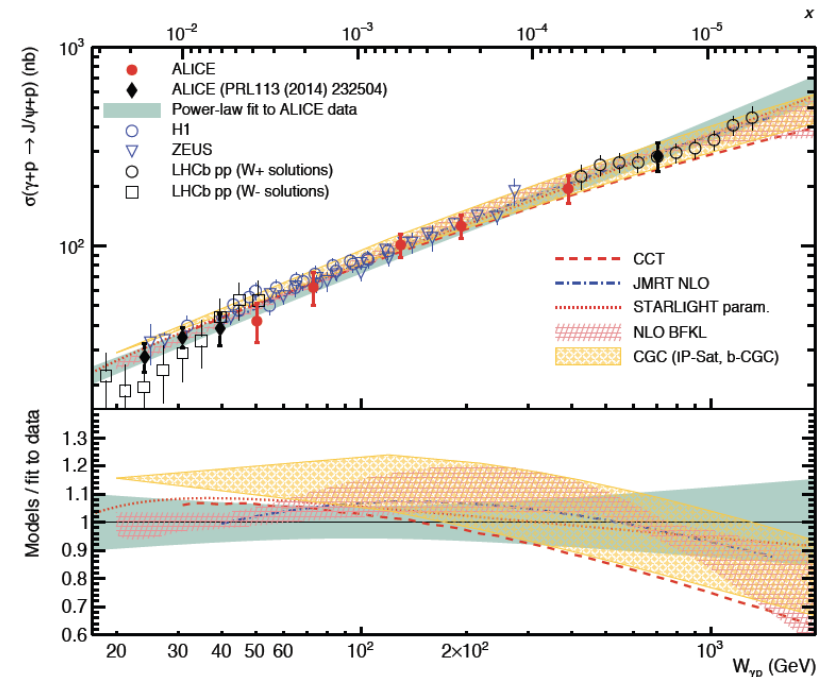 x
10⁻² 10⁻³ 10⁻⁴ 10⁻⁵
10³
10²
σ(γ+p → J/ψ+p) (nb)
ALICE
ALICE (PRL113 (2014) 232504)
Power-law fit to ALICE data
H1
ZEUS
LHCb pp (W+ solutions)
LHCb pp (W- solutions)
CCT
JMRT NLO
STARLIGHT param.
NLO BFKL
CGC (IP-Sat, b-CGC)
Models / fit to data
1.3
1.2
1.1
1
0.9
0.8
0.7
0.6
20 30 40 50 60 10² 2×10² 10³
Wγp (GeV)